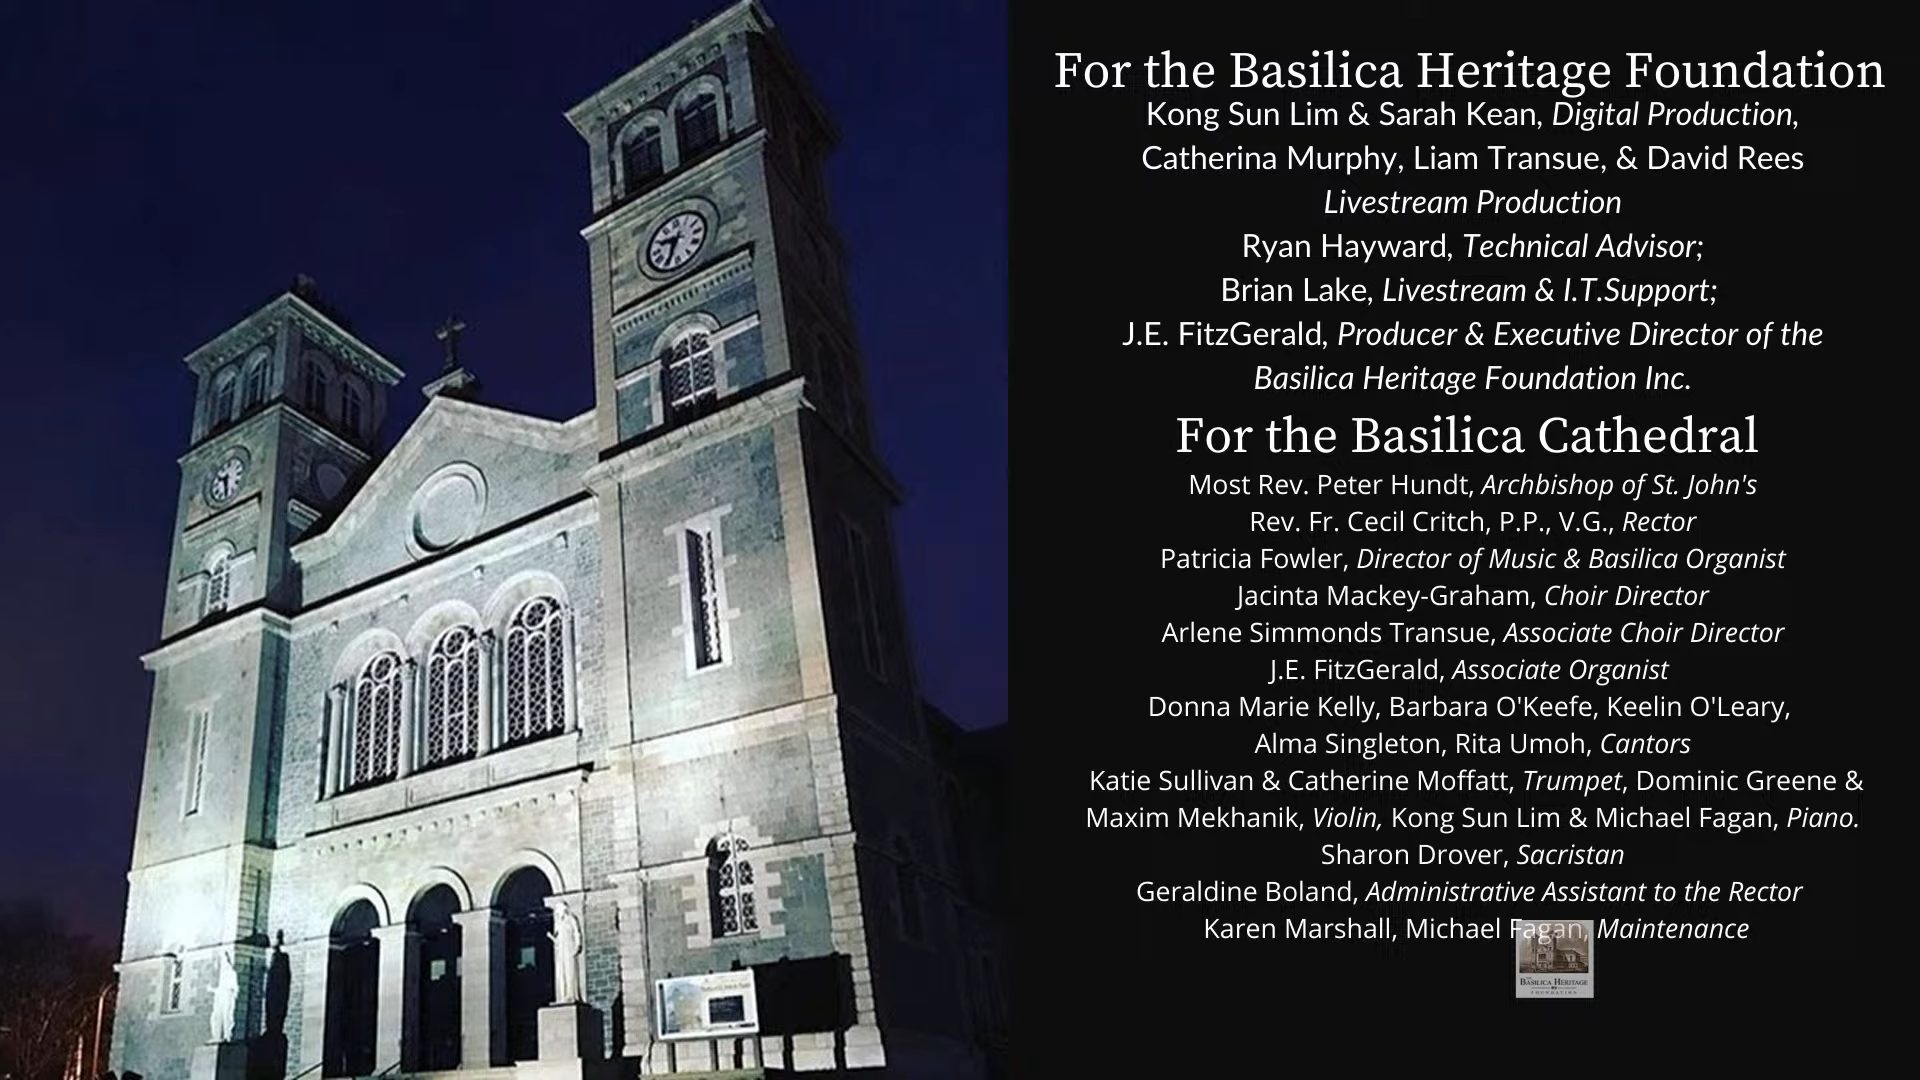 For the Basilica Heritage Foundation
Kong Sun Lim & Sarah Kean, Digital Production,
Catherina Murphy, Liam Transue, & David Rees
Livestream Production
Ryan Hayward, Technical Advisor;
Brian Lake, Livestream & I.T.Support;
J.E. FitzGerald, Producer & Executive Director of the
Basilica Heritage Foundation Inc.
For the Basilica Cathedral
Most Rev. Peter Hundt, Archbishop of St. John's
Rev. Fr. Cecil Critch, P.P., V.G., Rector
Patricia Fowler, Director of Music & Basilica Organist
Jacinta Mackey-Graham, Choir Director
Arlene Simmonds Transue, Associate Choir Director
J.E. FitzGerald, Associate Organist
Donna Marie Kelly, Barbara O'Keefe, Keelin O'Leary,
Alma Singleton, Rita Umoh, Cantors
Katie Sullivan & Catherine Moffatt, Trumpet, Dominic Greene &
Maxim Mekhanik, Violin, Kong Sun Lim & Michael Fagan, Piano.
Sharon Drover, Sacristan
Geraldine Boland, Administrative Assistant to the Rector
Karen Marshall, Michael Fagan, Maintenance
BASILICA HERITAGE
FOUNDATION